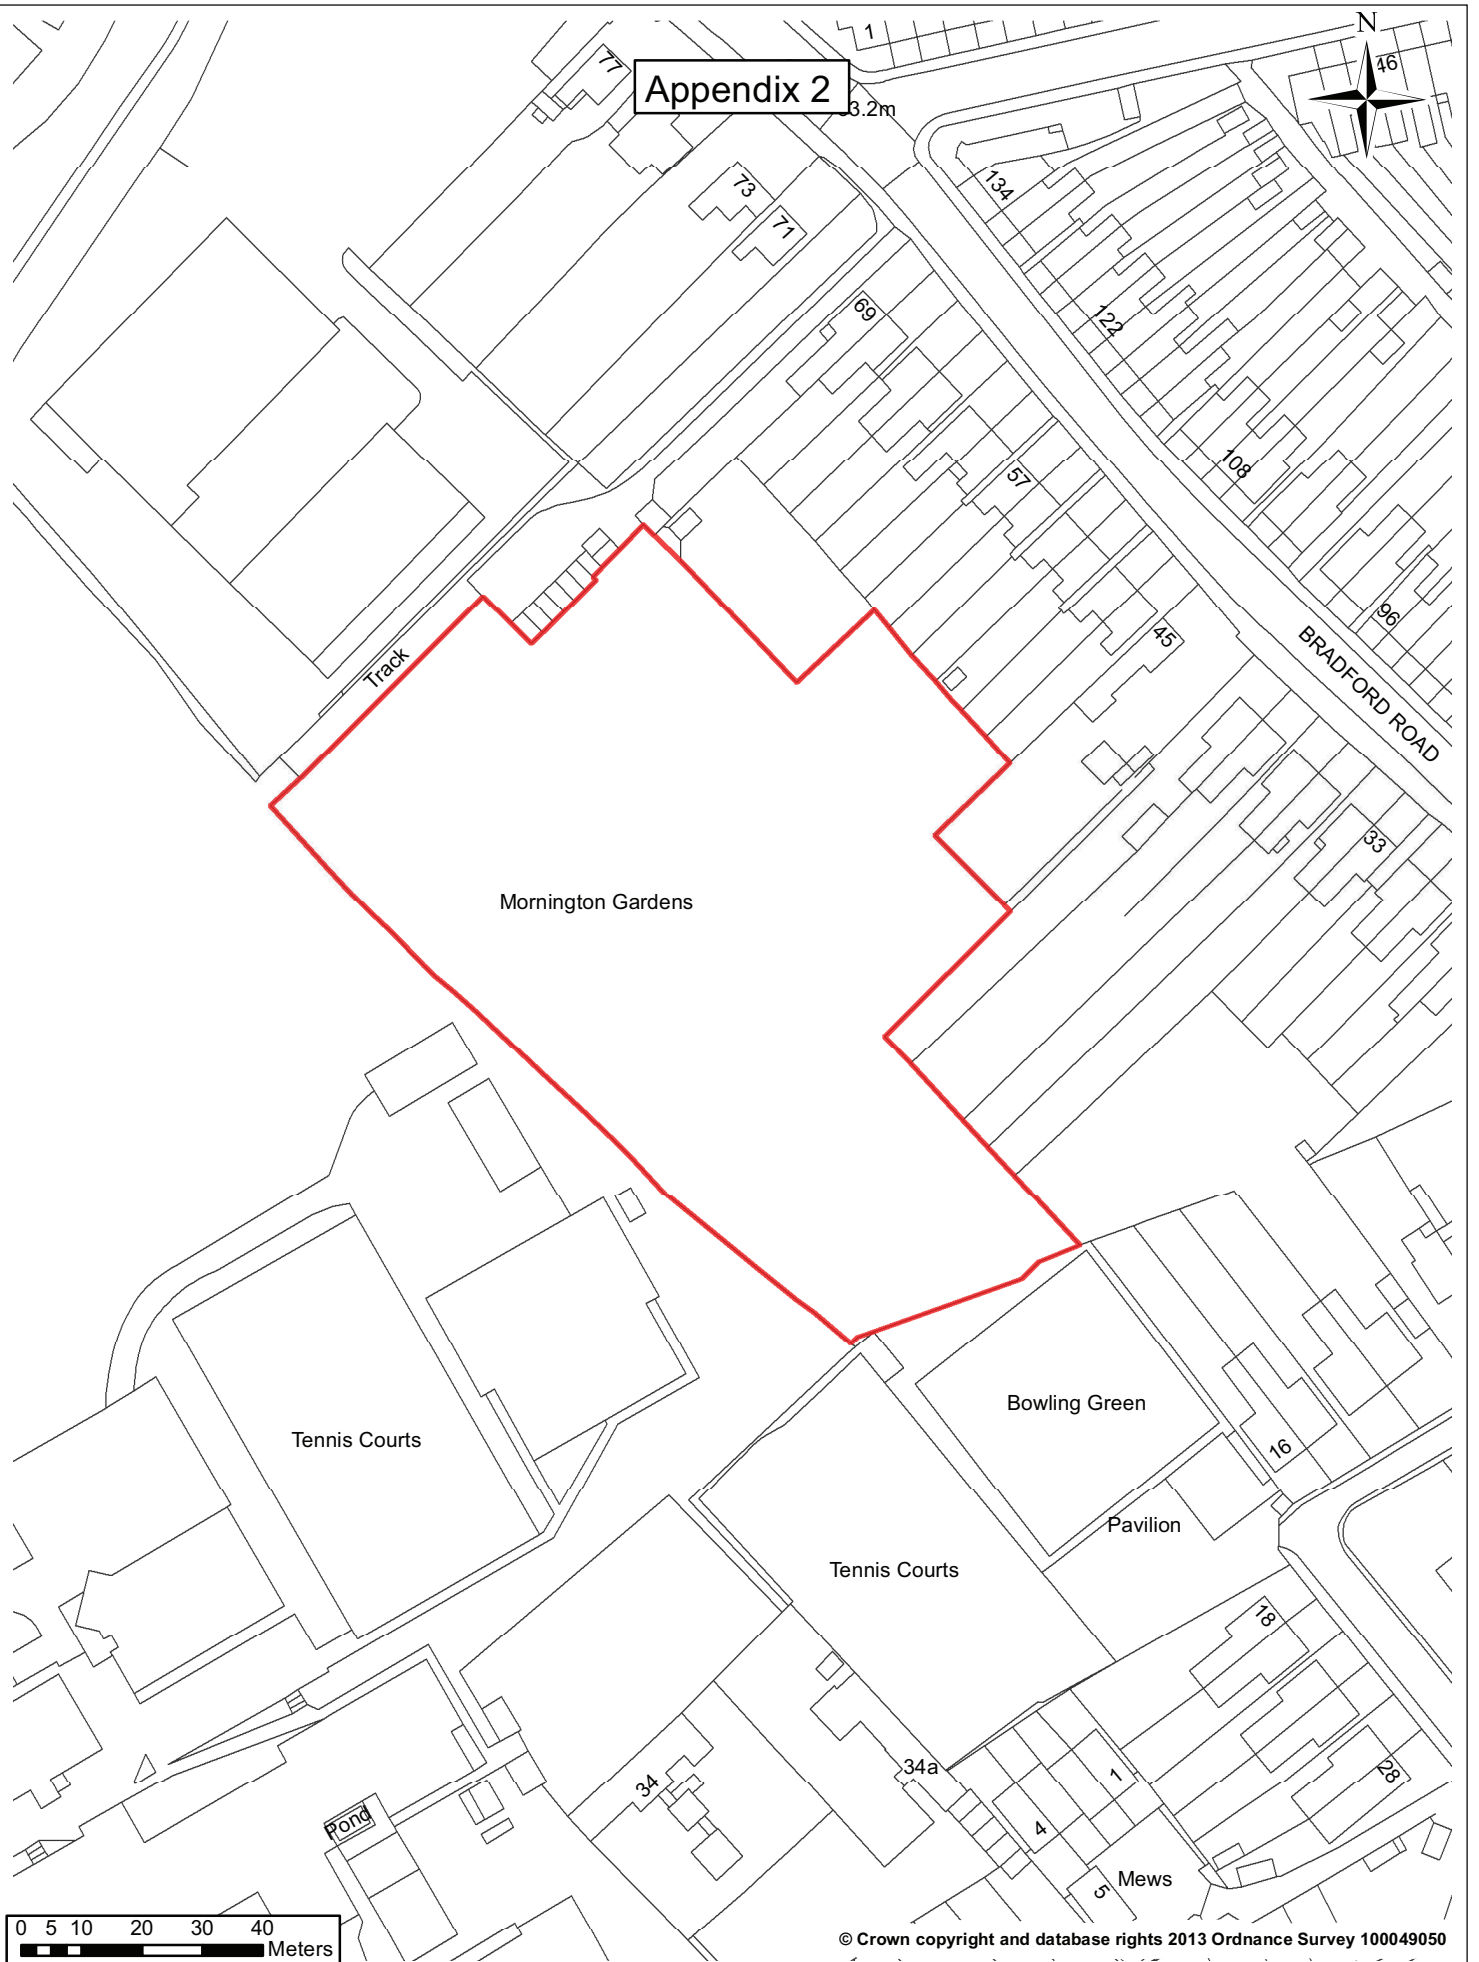 N
1
46
77
Appendix 2
3.2m
73
134
71
69
122
57
108
96
45
BRADFORD ROAD
Track
33
Mornington Gardens
Bowling Green
Tennis Courts
16
Pavilion
Tennis Courts
18
34a
1
28
34
4
Pond
Mews
5
0 5 10 20 30 40
Meters
© Crown copyright and database rights 2013 Ordnance Survey 100049050